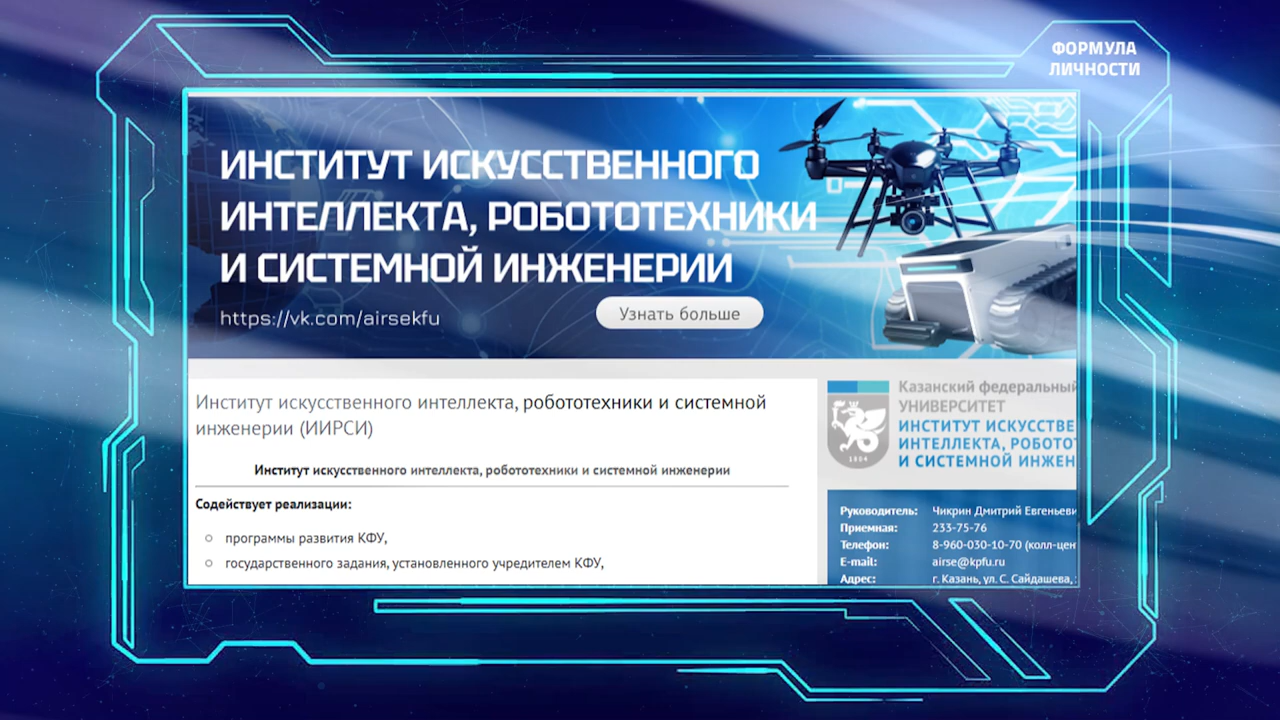 ФОРМУЛА
ЛИЧНОСТИ
ИНСТИТУТ ИСКУССТВЕННОГО
ИНТЕЛЛЕКТА, РОБОТОТЕХНИКИ
И СИСТЕМНОЙ ИНЖЕНЕРИИ
https://vk.com/airsekfu
Узнать больше
Институт искусственного интеллекта, робототехники и системной
инженерии (ИИРСИ)
Институт искусственного интеллекта, робототехники и системной инженерии
Содействует реализации:
программы развития КФУ,
государственного задания, установленного учредителем КФУ,
Казанский федеральный
УНИВЕРСИТЕТ
ИНСТИТУТ ИСКУССТВЕ
ИНТЕЛЛЕКТА, РОБОТОТ
И СИСТЕМНОЙ ИНЖЕН
1804
Руководитель: Чикрин Дмитрий Евгеньеви
Приемная: 233-75-76
Телефон: 8-960-030-10-70 (колл-цен
E-mail: airse@kpfu.ru
Адрес: г. Казань, ул. С. Сайдашева,